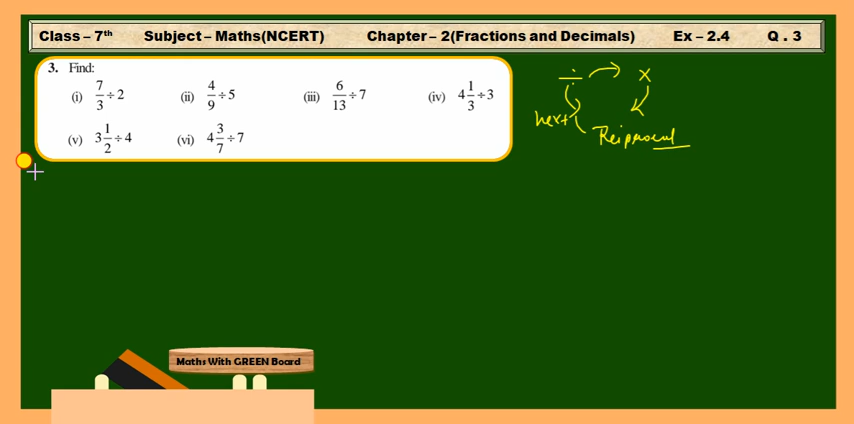 Class – 7th Subject – Maths(NCERT) Chapter – 2(Fractions and Decimals) Ex – 2.4 Q . 3
3. Find:
(i) 7/3 ÷ 2 (ii) 4/9 ÷ 5 (iii) 6/13 ÷ 7 (iv) 4 1/3 ÷ 3
(v) 3 1/2 ÷ 4 (vi) 4 3/7 ÷ 7
÷ → ×
next
Reiprocal
Maths With GREEN Board